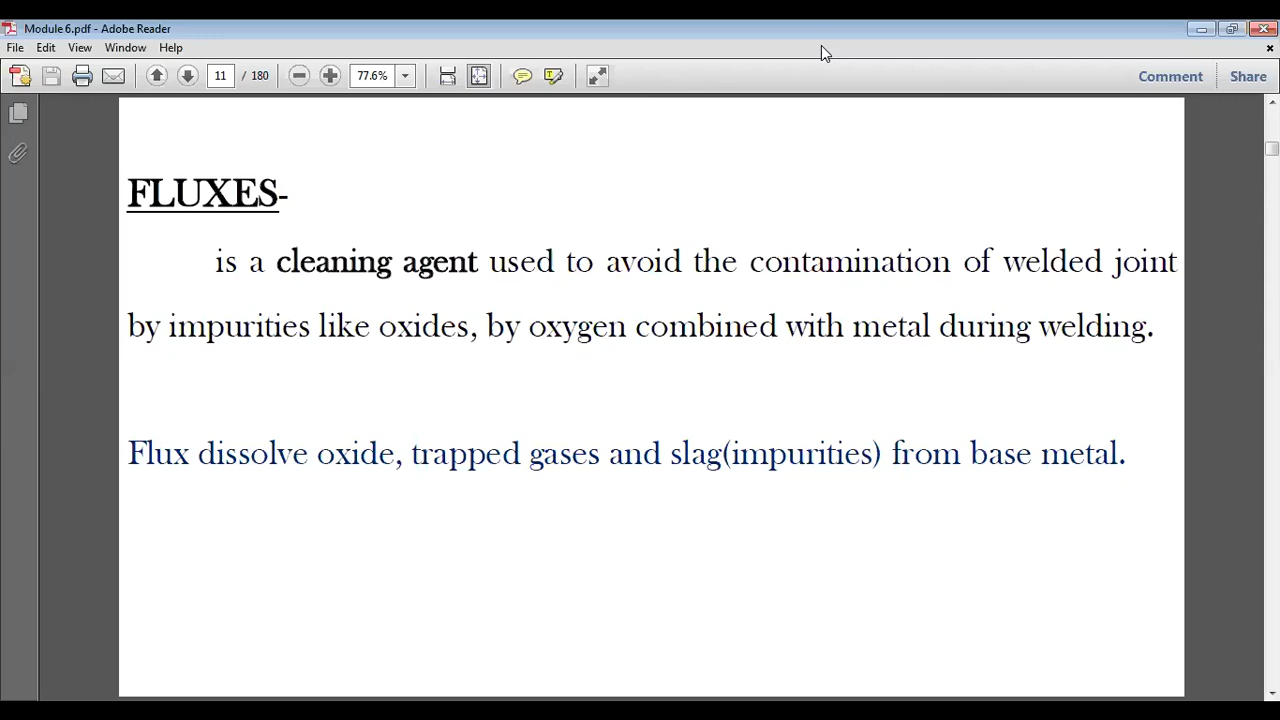 Module 6.pdf - Adobe Reader
File Edit View Window Help
11 / 180 77.6% Comment Share
FLUXES-
is a cleaning agent used to avoid the contamination of welded joint
by impurities like oxides, by oxygen combined with metal during welding.
Flux dissolve oxide, trapped gases and slag(impurities) from base metal.